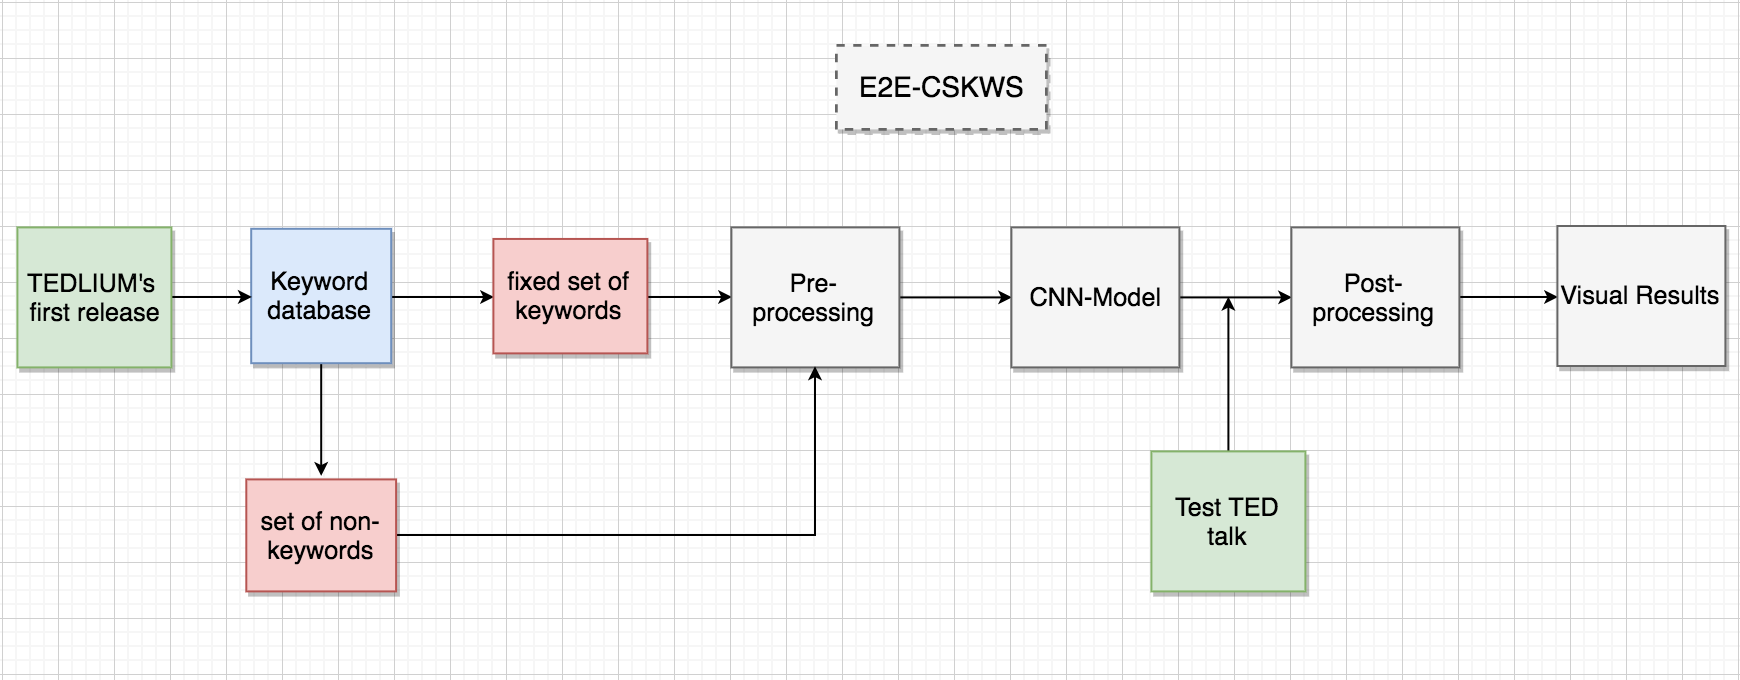 E2E-CSKWS
TEDLIUM's
first release
Keyword
database
fixed set of
keywords
Pre-
processing
CNN-Model
Post-
processing
Visual Results
set of non-
keywords
Test TED
talk